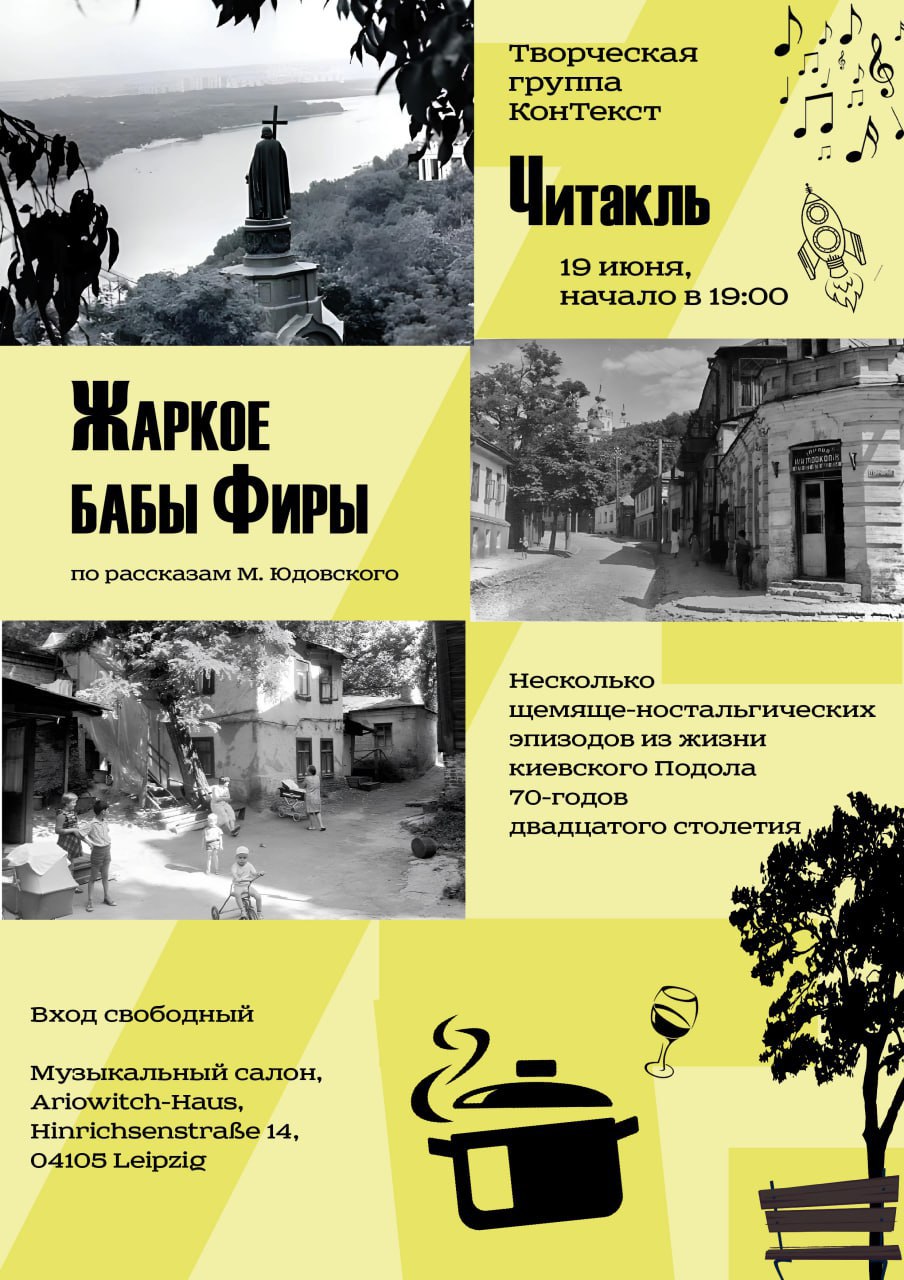 Творческая
группа
КонТекст
Читакль
19 июня,
начало в 19:00
Жаркое
бабы Фиры
по рассказам М. Юдовского
Несколько
щемяще-ностальгических
эпизодов из жизни
киевского Подола
70-годов
двадцатого столетия
Вход свободный
Музыкальный салон,
Ariowitch-Haus,
Hinrichsenstraße 14,
04105 Leipzig